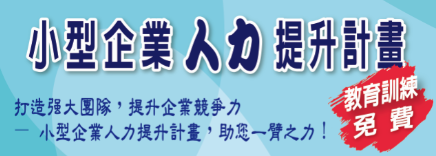 小型企業人力提升計畫
打造强大團隊，提升企業競爭力
— 小型企業人力提升計畫，助您一臂之力！
教育訓練
免費